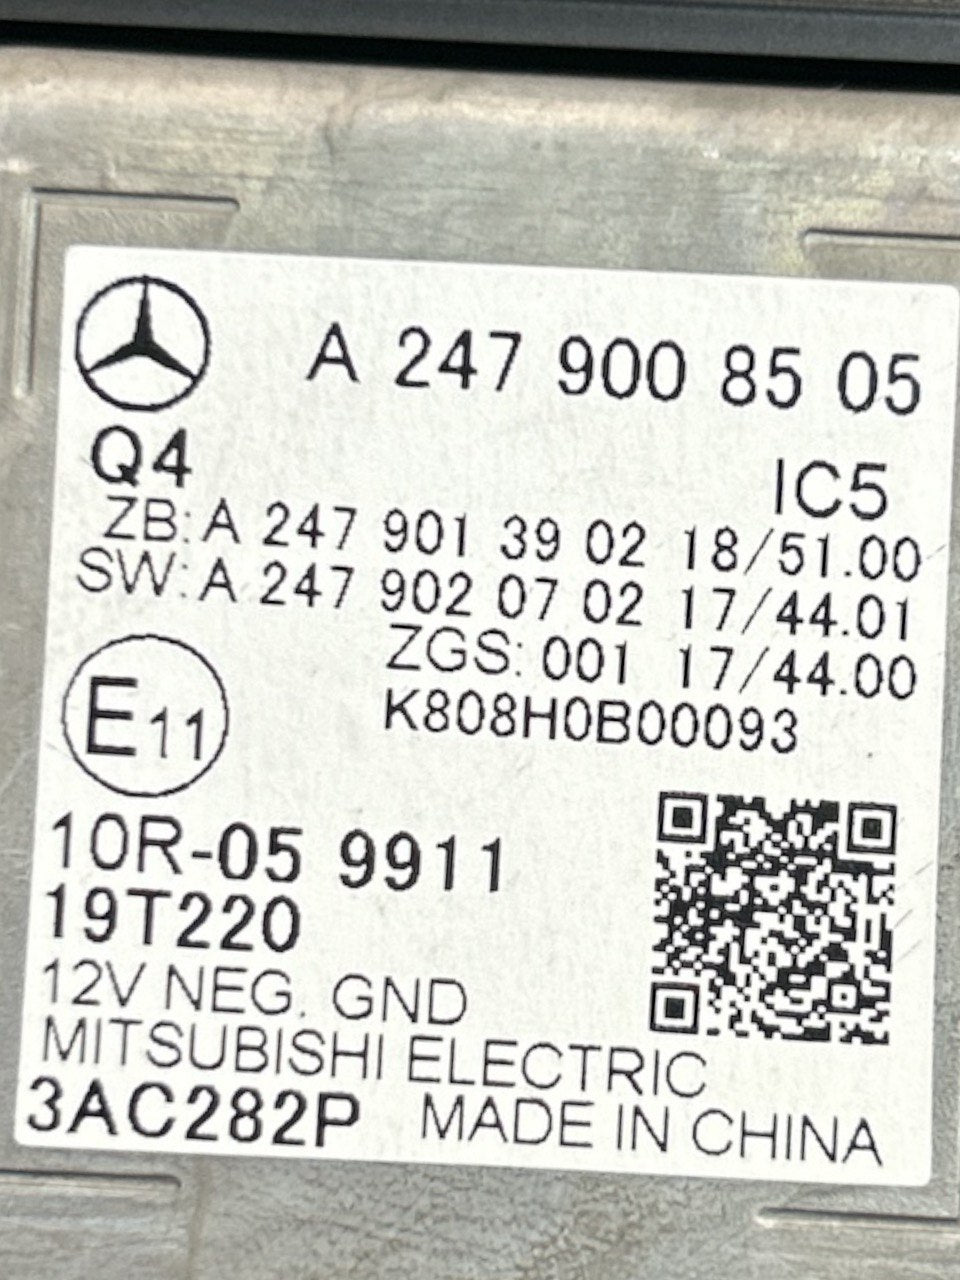 A 247 900 85 05
Q4
IC5
ZB: A 247 901 39 02 18/51.00
SW: A 247 902 07 02 17/44.01
ZGS: 001 17/44.00
K808H0B00093
E11
10R-05 9911
19T220
12V NEG. GND
MITSUBISHI ELECTRIC
3AC282P MADE IN CHINA